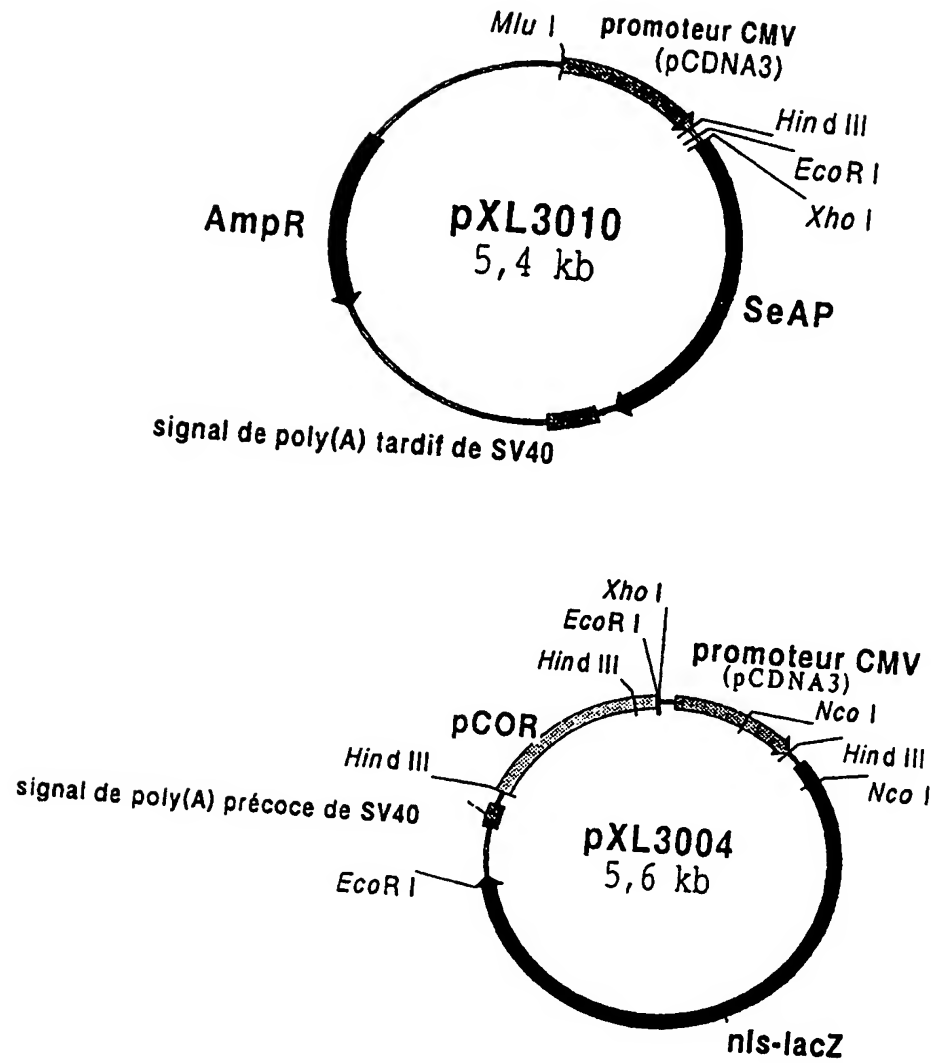 Mlu I
promoteur CMV
(pCDNA3)
Hind III
EcoR I
Xho I
AmpR
pXL3010
5,4 kb
SeAP
signal de poly(A) tardif de SV40
Xho I
EcoR I
Hind III
promoteur CMV
(pCDNA3)
Nco I
pCOR
Hind III
Hind III
Nco I
signal de poly(A) précoce de SV40
pXL3004
5,6 kb
EcoR I
nls-lacZ